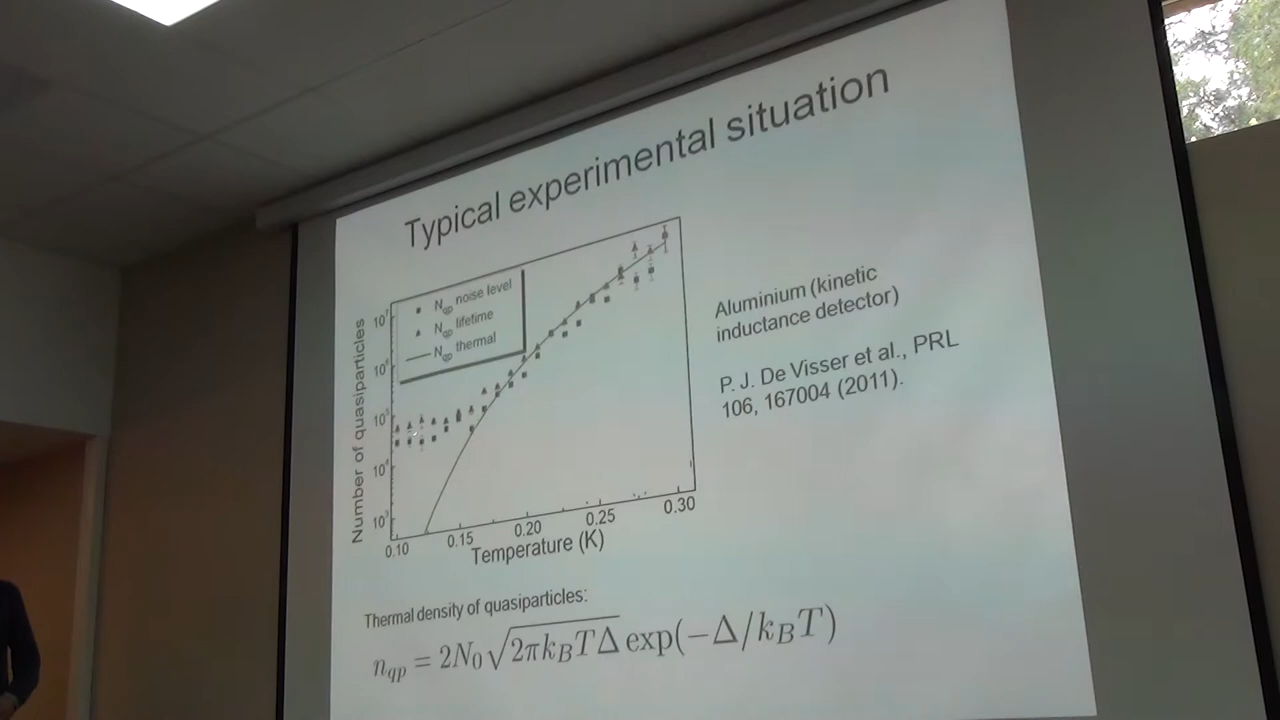 Typical experimental situation
N_qp noise level
N_qp lifetime
N_qp thermal
Number of quasiparticles
10^7
10^6
10^5
10^4
10^3
0.10
0.15
0.20
0.25
0.30
Temperature (K)
Aluminium (kinetic
inductance detector)
P. J. De Visser et al., PRL
106, 167004 (2011).
Thermal density of quasiparticles:
n_qp = 2N_0√(2πk_BTΔ) exp(−Δ/k_BT)